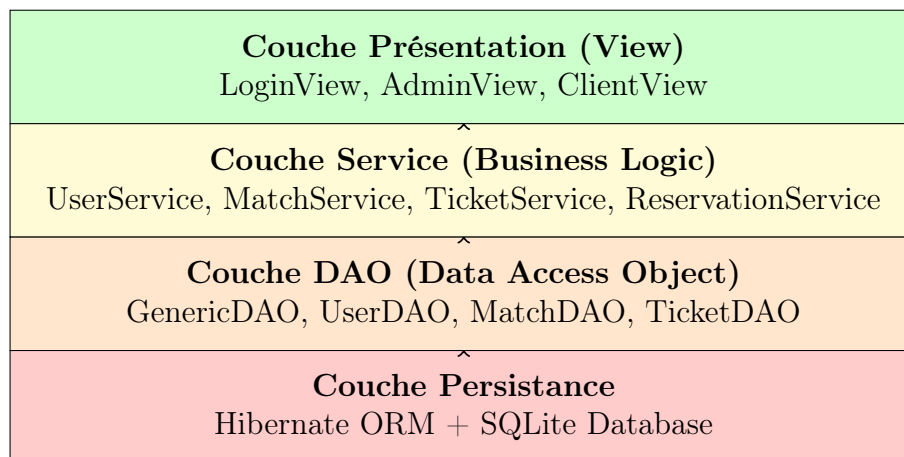 Couche Présentation (View)
LoginView, AdminView, ClientView
Couche Service (Business Logic)
UserService, MatchService, TicketService, ReservationService
Couche DAO (Data Access Object)
GenericDAO, UserDAO, MatchDAO, TicketDAO
Couche Persistance
Hibernate ORM + SQLite Database